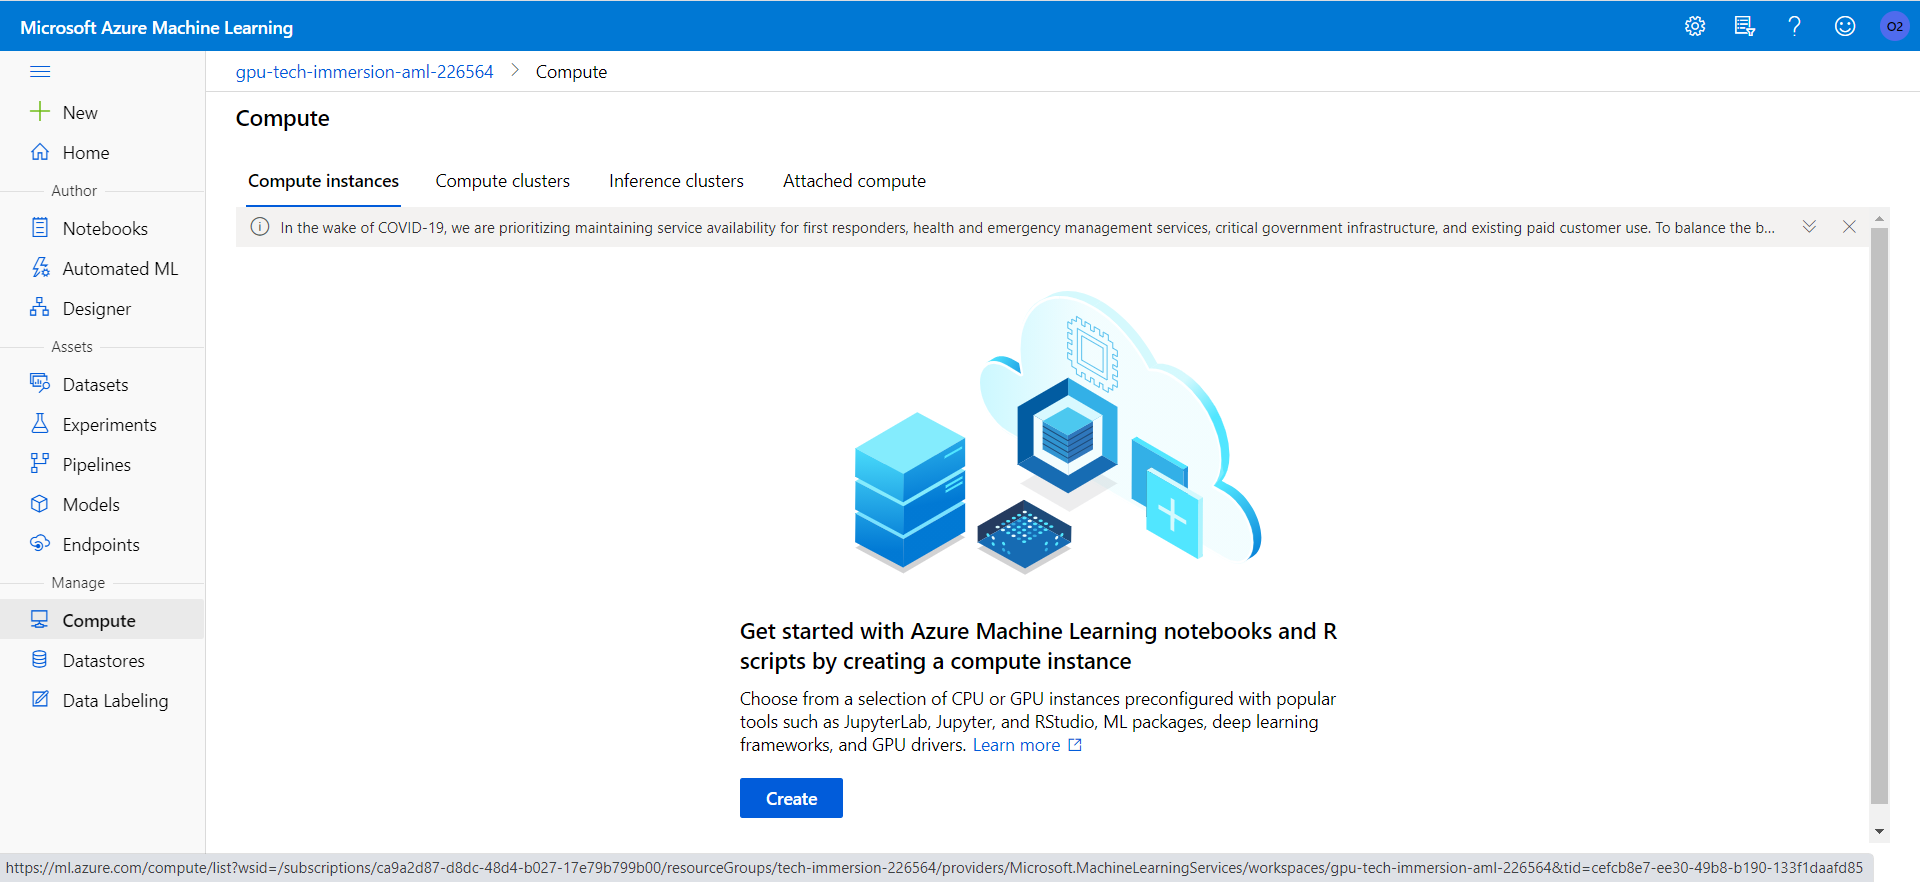 Microsoft Azure Machine Learning
O2
gpu-tech-immersion-aml-226564 > Compute
New
Home
Author
Notebooks
Automated ML
Designer
Assets
Datasets
Experiments
Pipelines
Models
Endpoints
Manage
Compute
Datastores
Data Labeling
Compute
Compute instances
Compute clusters
Inference clusters
Attached compute
In the wake of COVID-19, we are prioritizing maintaining service availability for first responders, health and emergency management services, critical government infrastructure, and existing paid customer use. To balance the b...
Get started with Azure Machine Learning notebooks and R
scripts by creating a compute instance
Choose from a selection of CPU or GPU instances preconfigured with popular
tools such as JupyterLab, Jupyter, and RStudio, ML packages, deep learning
frameworks, and GPU drivers. Learn more
Create
https://ml.azure.com/compute/list?wsid=/subscriptions/ca9a2d87-d8dc-48d4-b027-17e79b799b00/resourceGroups/tech-immersion-226564/providers/Microsoft.MachineLearningServices/workspaces/gpu-tech-immersion-aml-226564&tid=cefcb8e7-ee30-49b8-b190-133f1daafd85